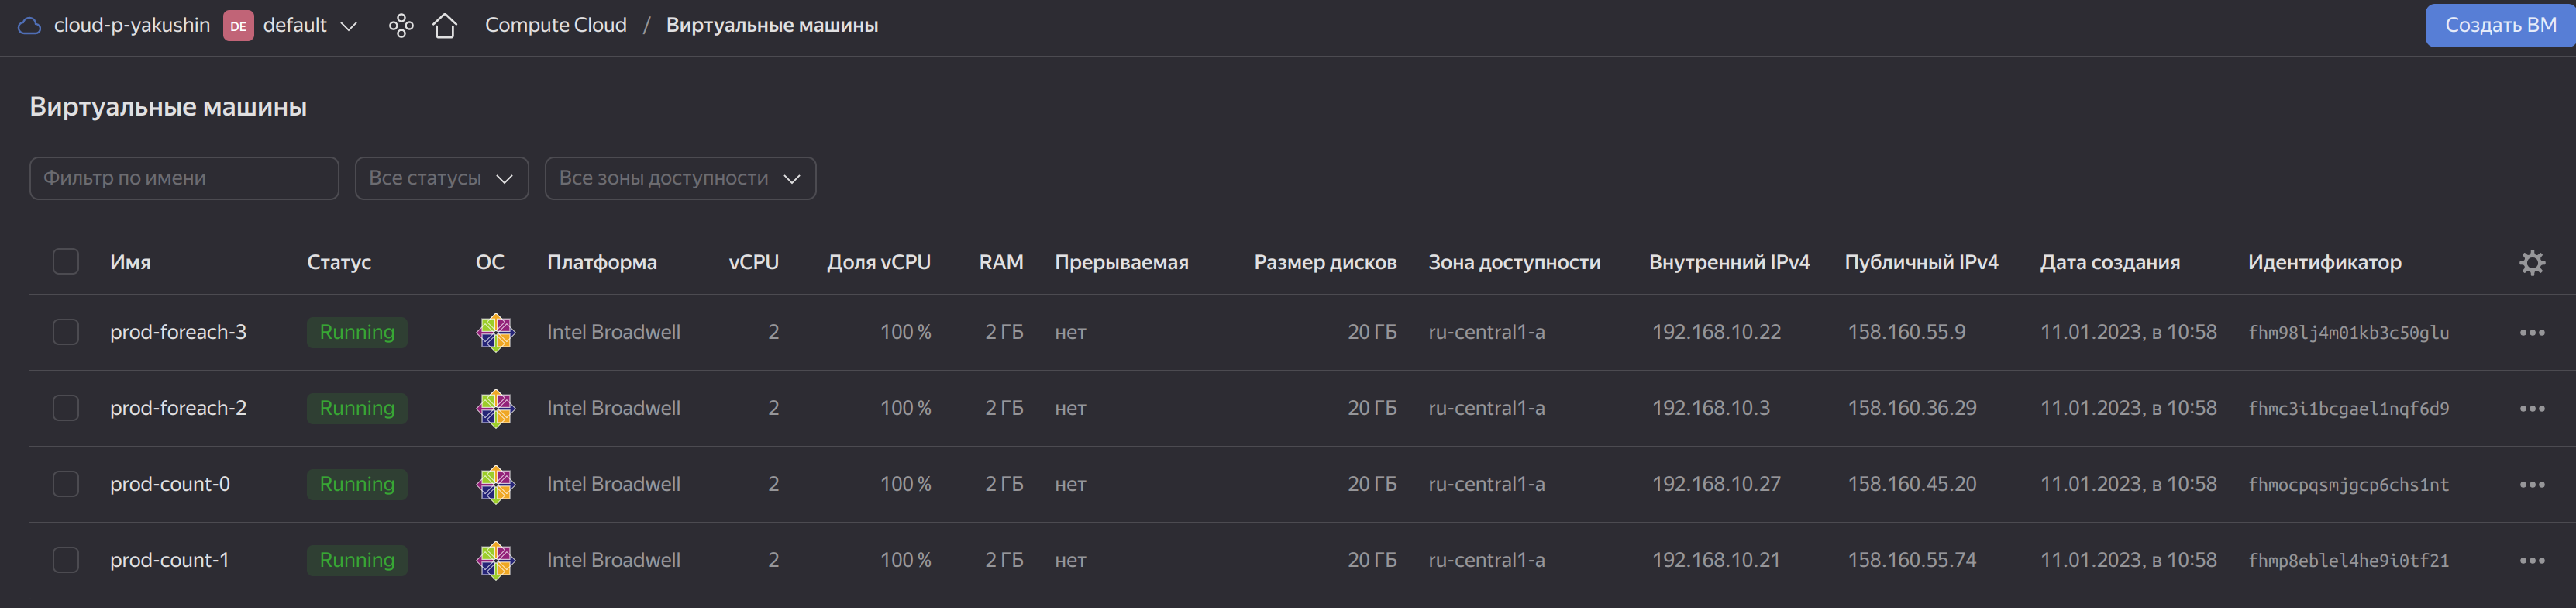 cloud-p-yakushin DE default Compute Cloud / Виртуальные машины Создать ВМ
Виртуальные машины
Фильтр по имени Все статусы Все зоны доступности
Имя Статус ОС Платформа vCPU Доля vCPU RAM Прерываемая Размер дисков Зона доступности Внутренний IPv4 Публичный IPv4 Дата создания Идентификатор
prod-foreach-3 Running Intel Broadwell 2 100 % 2 ГБ нет 20 ГБ ru-central1-a 192.168.10.22 158.160.55.9 11.01.2023, в 10:58 fhm98lj4m01kb3c50glu
prod-foreach-2 Running Intel Broadwell 2 100 % 2 ГБ нет 20 ГБ ru-central1-a 192.168.10.3 158.160.36.29 11.01.2023, в 10:58 fhmc3i1bcgael1nqf6d9
prod-count-0 Running Intel Broadwell 2 100 % 2 ГБ нет 20 ГБ ru-central1-a 192.168.10.27 158.160.45.20 11.01.2023, в 10:58 fhmocpqsmjgcp6chs1nt
prod-count-1 Running Intel Broadwell 2 100 % 2 ГБ нет 20 ГБ ru-central1-a 192.168.10.21 158.160.55.74 11.01.2023, в 10:58 fhmp8eblel4he9i0tf21